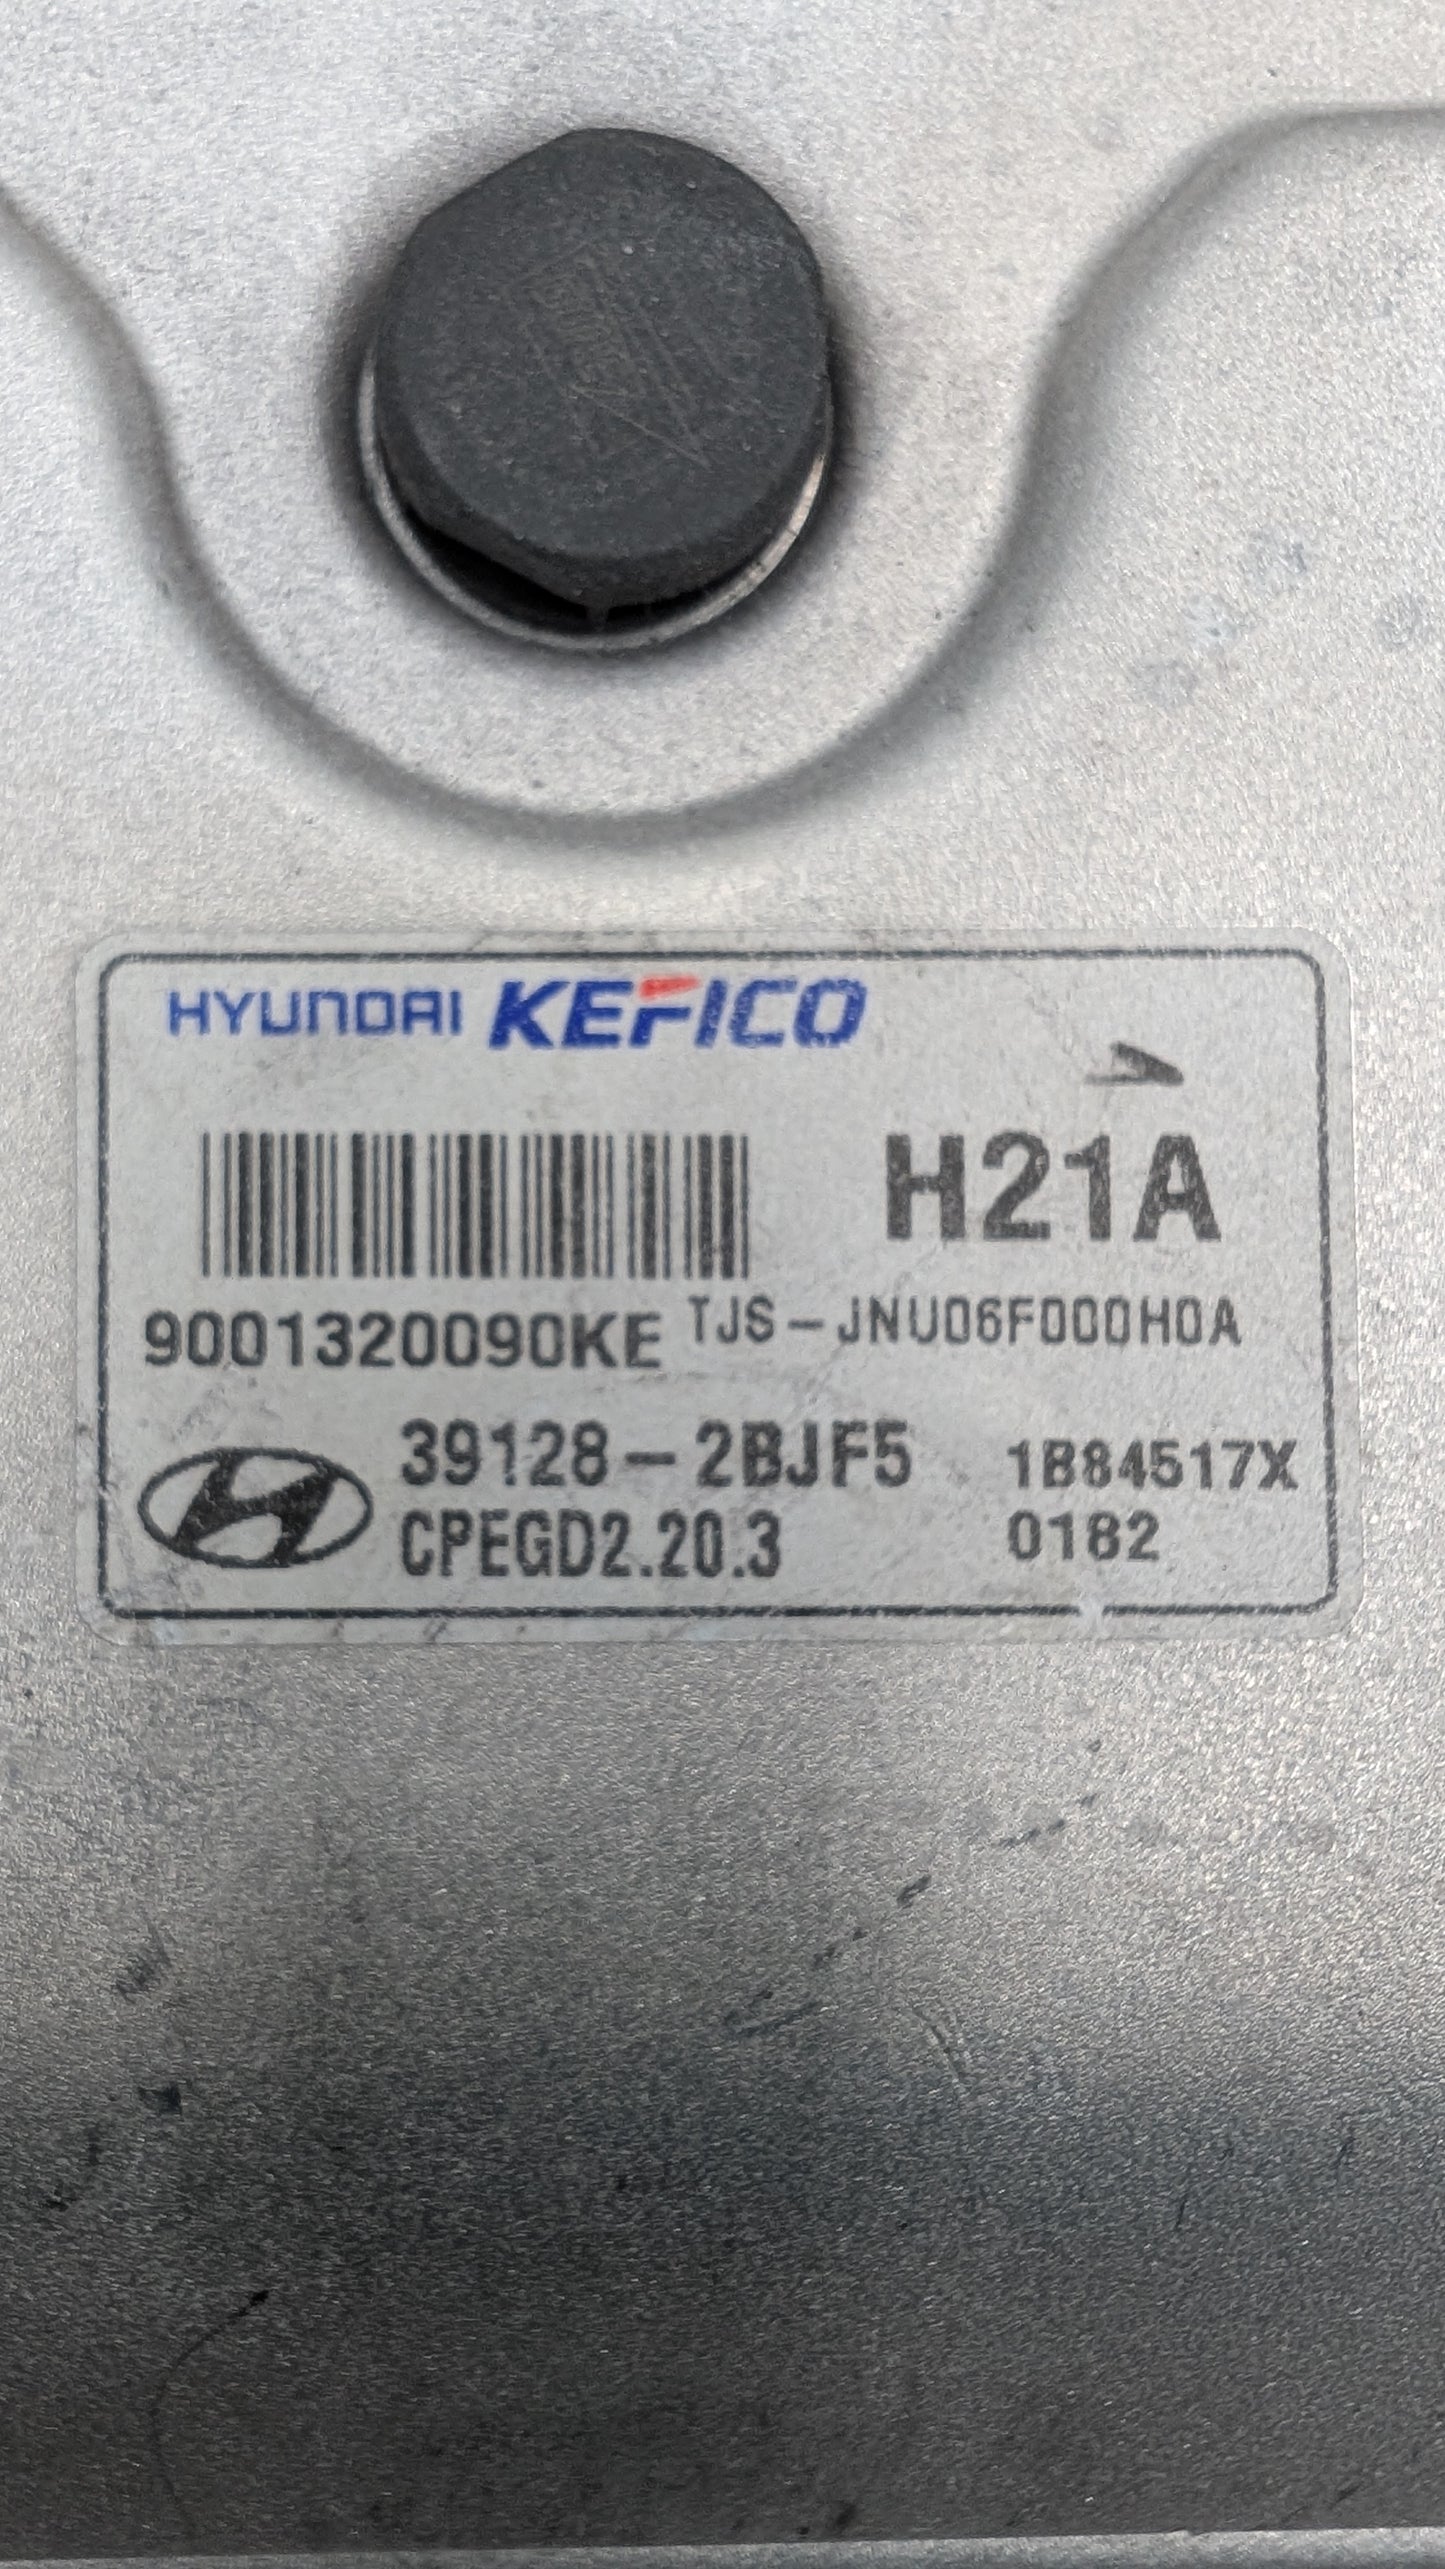 HYUNDAI KEFICO
H21A
9001320090KE TJS-JNU06F000H0A
39128-2BJF5 1B84517X
CPEGD2.20.3 0182